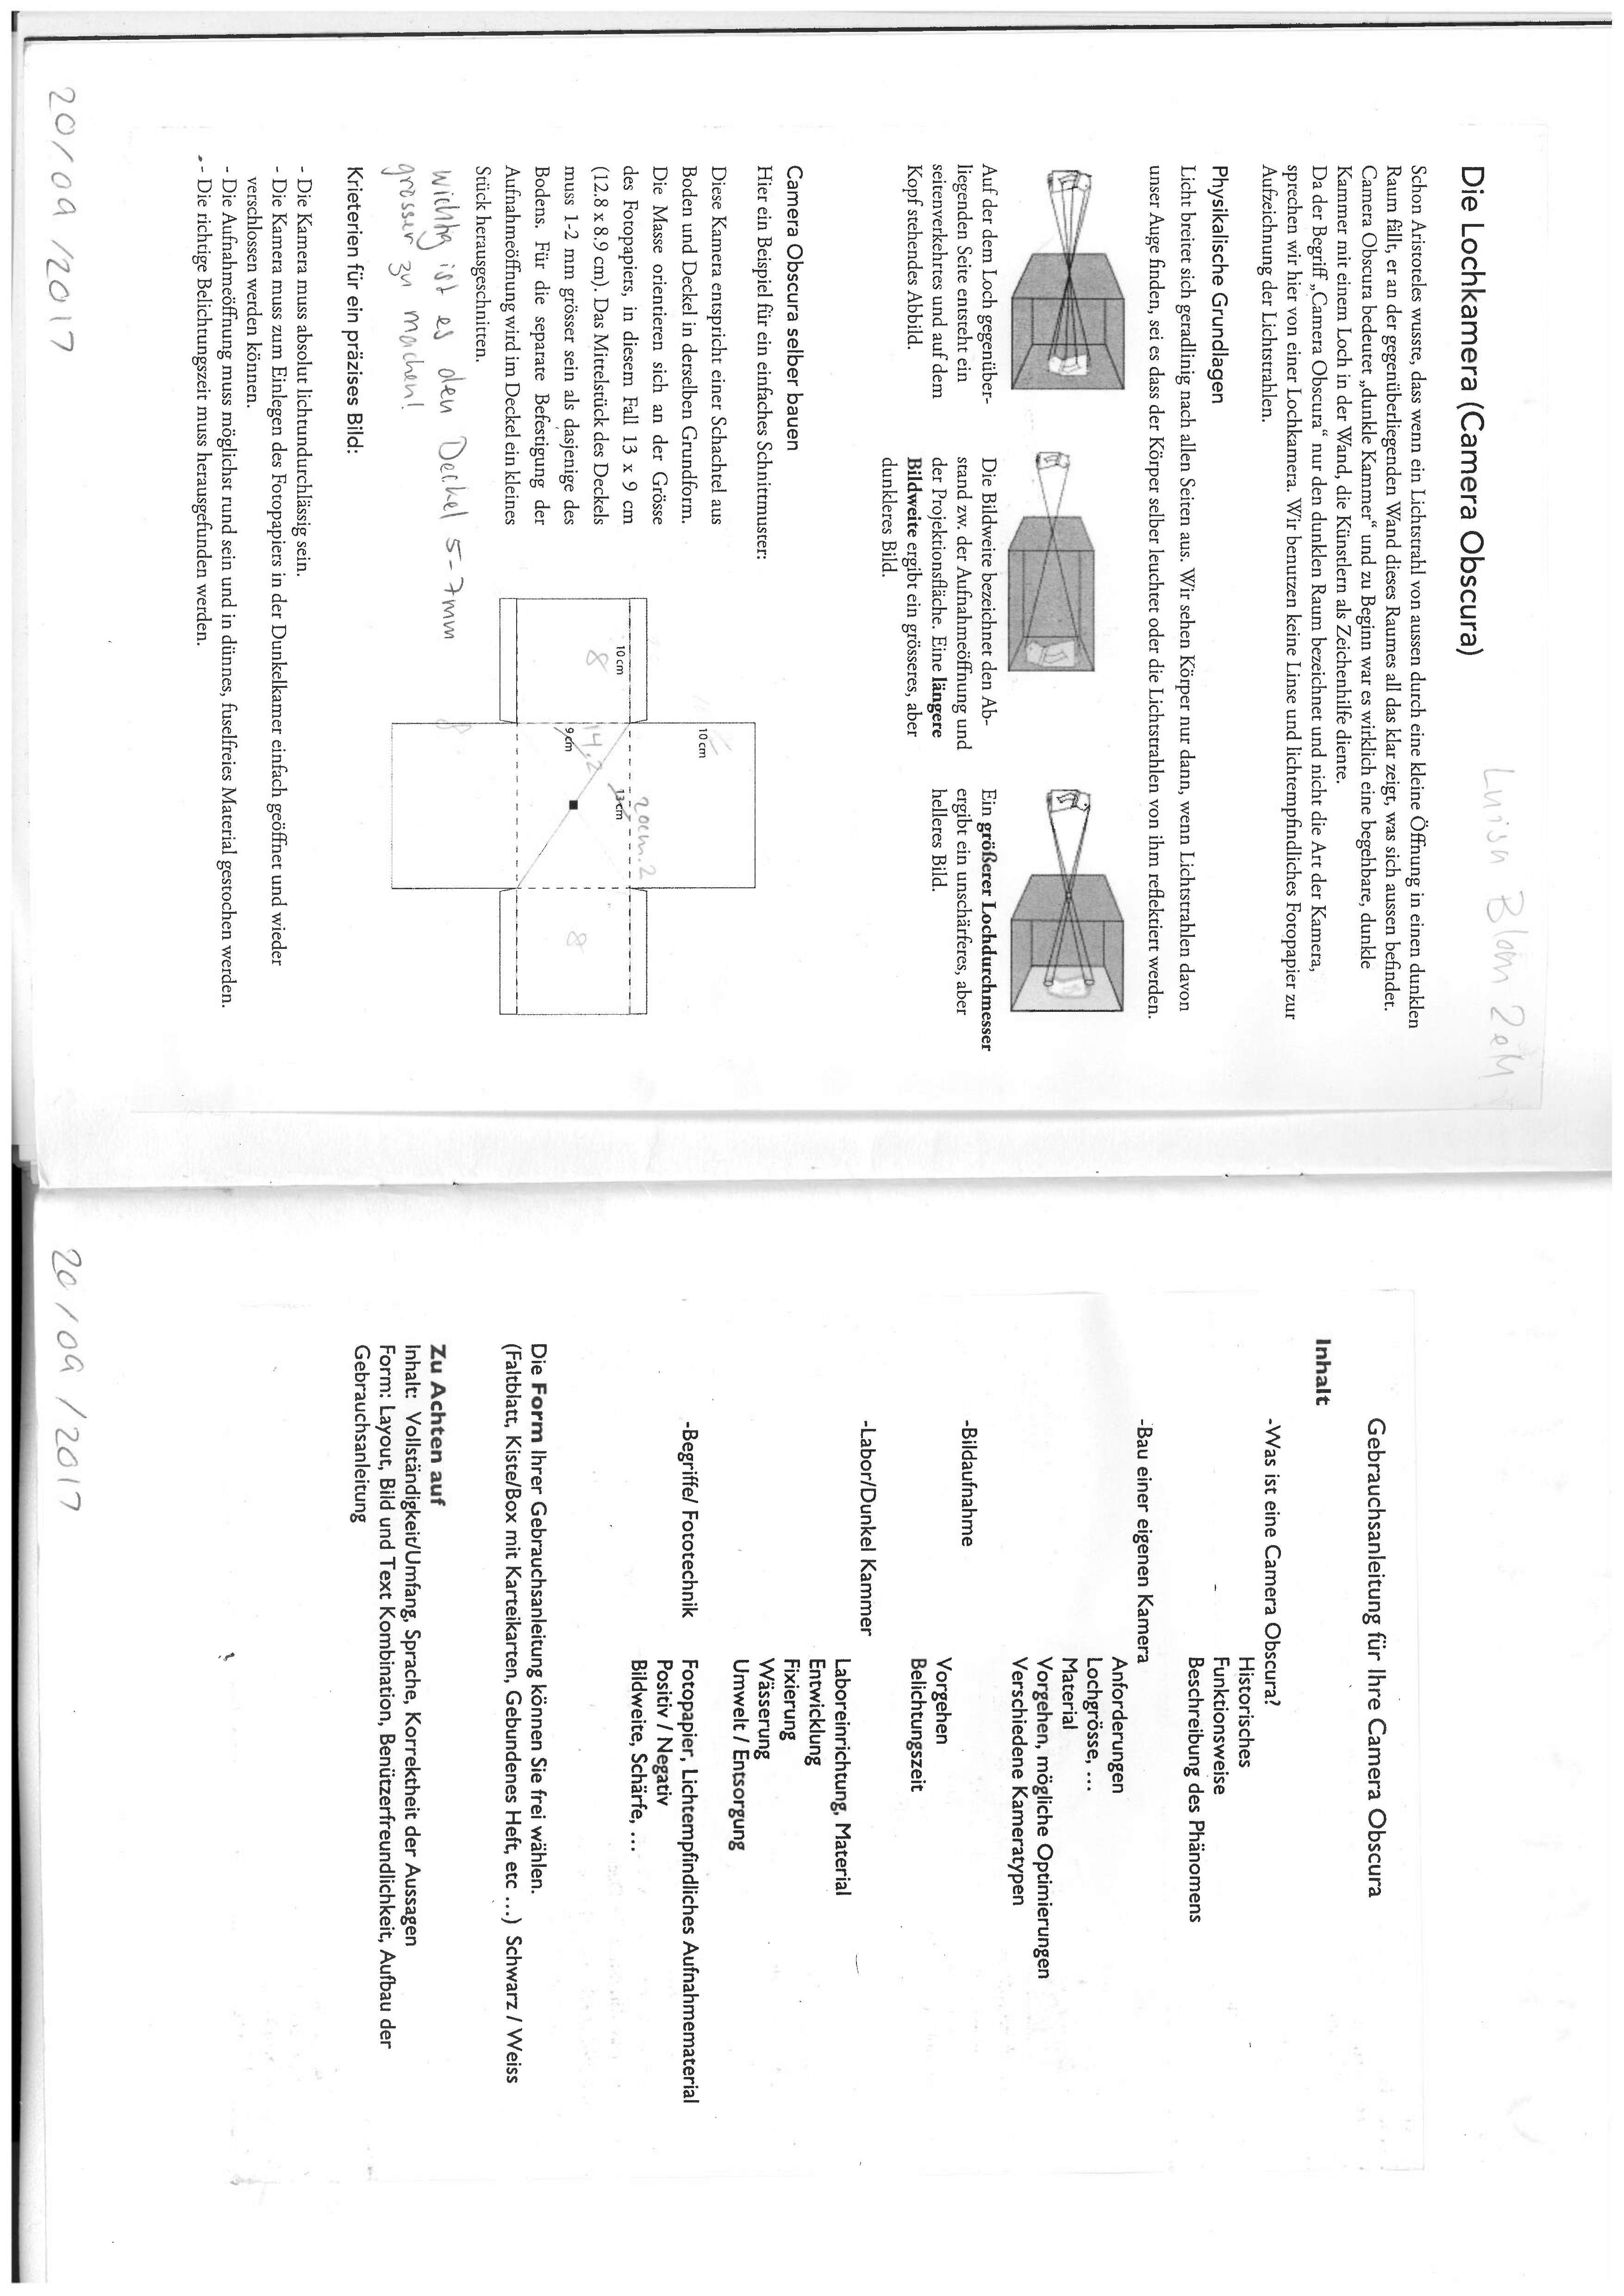 Luisa Blom 2eM
Die Lochkamera (Camera Obscura)
Schon Aristoteles wusste, dass wenn ein Lichtstrahl von aussen durch eine kleine Öffnung in einen dunklen
Raum fällt, er an der gegenüberliegenden Wand dieses Raumes all das klar zeigt, was sich aussen befindet.
Camera Obscura bedeutet „dunkle Kammer“ und zu Beginn war es wirklich eine begehbare, dunkle
Kammer mit einem Loch in der Wand, die Künstlern als Zeichenhilfe diente.
Da der Begriff „Camera Obscura“ nur den dunklen Raum bezeichnet und nicht die Art der Kamera,
sprechen wir hier von einer Lochkamera. Wir benutzen keine Linse und lichtempfindliches Fotopapier zur
Aufzeichnung der Lichtstrahlen.
Physikalische Grundlagen
Licht breitet sich geradlinig nach allen Seiten aus. Wir sehen Körper nur dann, wenn Lichtstrahlen davon
unser Auge finden, sei es dass der Körper selber leuchtet oder die Lichtstrahlen von ihm reflektiert werden.
Auf der dem Loch gegenüber-
liegenden Seite entsteht ein
seitenverkehrtes und auf dem
Kopf stehendes Abbild.
Die Bildweite bezeichnet den Ab-
stand zw. der Aufnahmeöffnung und
der Projektionsfläche. Eine längere
Bildweite ergibt ein grösseres, aber
dunkleres Bild.
Ein größerer Lochdurchmesser
ergibt ein unschärferes, aber
helleres Bild.
Camera Obscura selber bauen
Hier ein Beispiel für ein einfaches Schnittmuster:
Diese Kamera entspricht einer Schachtel aus
Boden und Deckel in derselben Grundform.
Die Masse orientieren sich an der Grösse
des Fotopapiers, in diesem Fall 13 x 9 cm
(12.8 x 8.9 cm). Das Mittelstück des Deckels
muss 1-2 mm grösser sein als dasjenige des
Bodens. Für die separate Befestigung der
Aufnahmeöffnung wird im Deckel ein kleines
Stück herausgeschnitten.
10 cm
20cm:2
10 cm
13 cm
8
14,2
9 cm
8
8
wichtig ist es den Deckel 5-7mm
grösser zu machen!
Krieterien für ein präzises Bild:
- Die Kamera muss absolut lichtundurchlässig sein.
- Die Kamera muss zum Einlegen des Fotopapiers in der Dunkelkamer einfach geöffnet und wieder
verschlossen werden können.
- Die Aufnahmeöffnung muss möglichst rund sein und in dünnes, fuselfreies Material gestochen werden.
- Die richtige Belichtungszeit muss herausgefunden werden.
20/09/2017
Gebrauchsanleitung für Ihre Camera Obscura
Inhalt
-Was ist eine Camera Obscura?
Historisches
Funktionsweise
Beschreibung des Phänomens
-Bau einer eigenen Kamera
Anforderungen
Lochgrösse, ...
Material
Vorgehen, mögliche Optimierungen
Verschiedene Kameratypen
-Bildaufnahme
Vorgehen
Belichtungszeit
-Labor/Dunkel Kammer
Laboreinrichtung, Material
Entwicklung
Fixierung
Wässerung
Umwelt / Entsorgung
-Begriffe/ Fototechnik
Fotopapier, Lichtempfindliches Aufnahmematerial
Positiv / Negativ
Bildweite, Schärfe, ...
Die Form Ihrer Gebrauchsanleitung können Sie frei wählen.
(Faltblatt, Kiste/Box mit Karteikarten, Gebundenes Heft, etc ...) Schwarz / Weiss
Zu Achten auf
Inhalt: Vollständigkeit/Umfang, Sprache, Korrektheit der Aussagen
Form: Layout, Bild und Text Kombination, Benützerfreundlichkeit, Aufbau der
Gebrauchsanleitung
20/09/2017